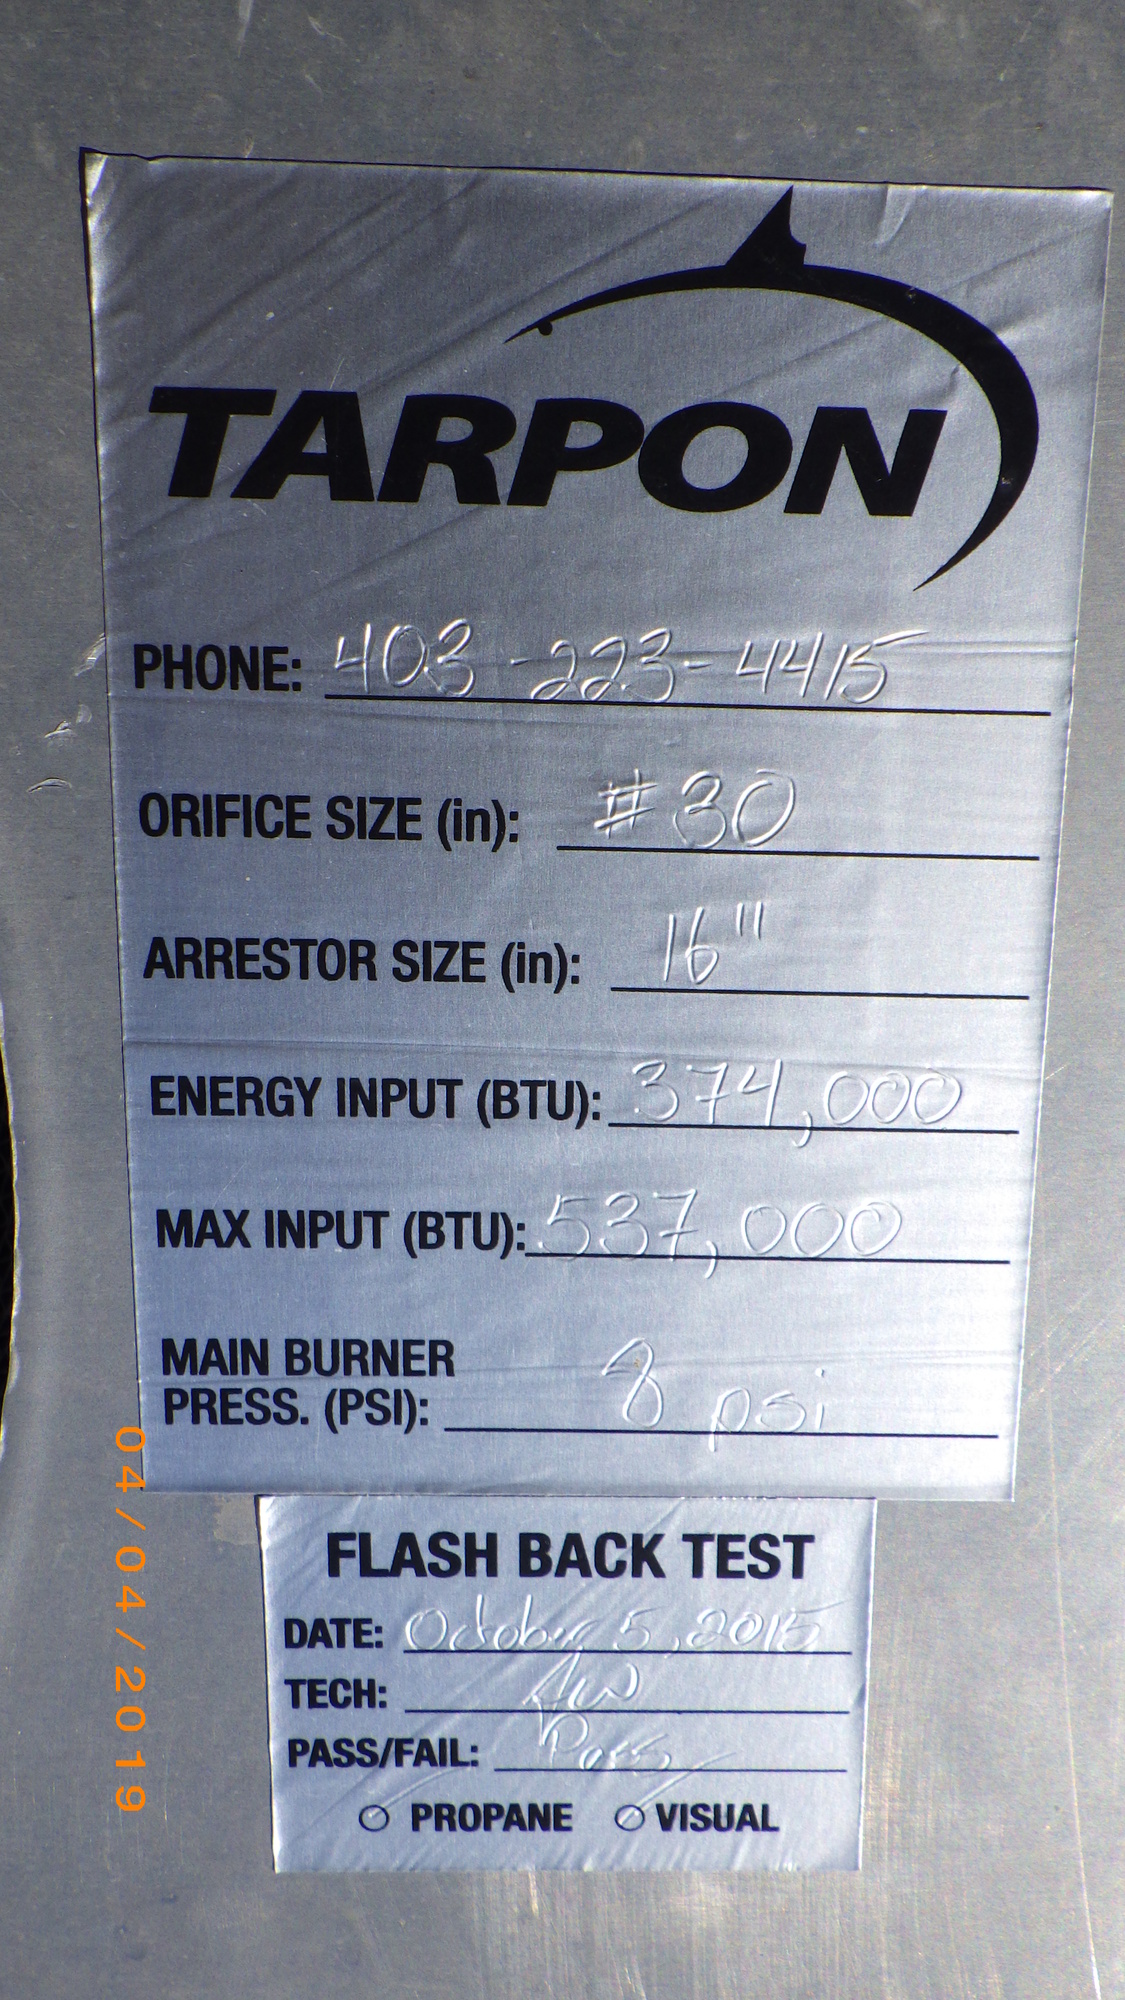 TARPON
PHONE: 403-223-4415
ORIFICE SIZE (in): #30
ARRESTOR SIZE (in): 16"
ENERGY INPUT (BTU): 374,000
MAX INPUT (BTU): 537,000
MAIN BURNER
PRESS. (PSI): 8 psi
FLASH BACK TEST
DATE: October 5, 2015
TECH: AW
PASS/FAIL: Pass
PROPANE VISUAL
04/04/2019